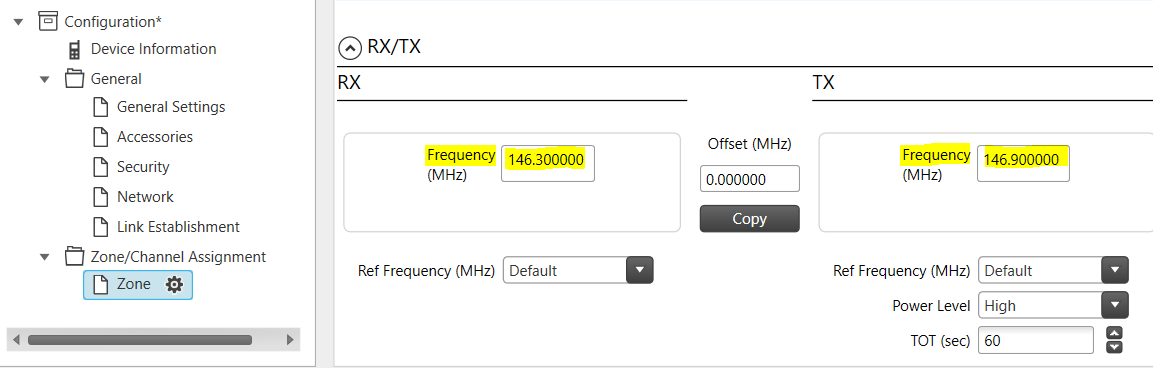 Configuration*
Device Information
General
General Settings
Accessories
Security
Network
Link Establishment
Zone/Channel Assignment
Zone
RX/TX
RX
TX
Frequency
(MHz)
146.300000
Offset (MHz)
0.000000
Copy
Frequency
(MHz)
146.900000
Ref Frequency (MHz) Default
Ref Frequency (MHz) Default
Power Level High
TOT (sec) 60